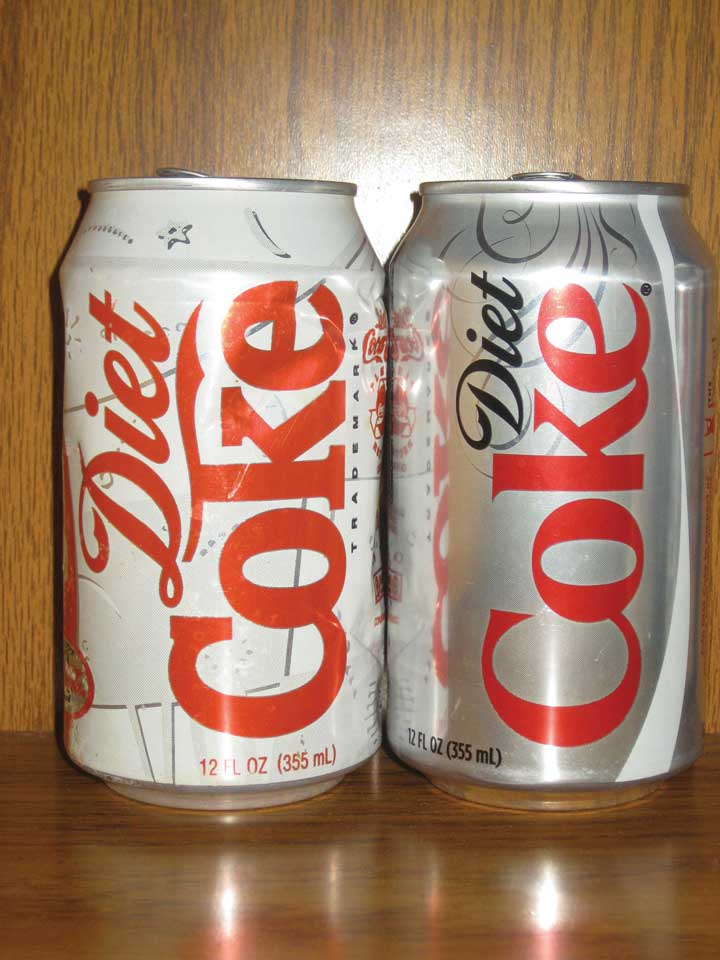 Diet
Coke
TRADEMARK®
12 FL OZ (355 mL)
Diet
Coke®
12 FL OZ (355 mL)